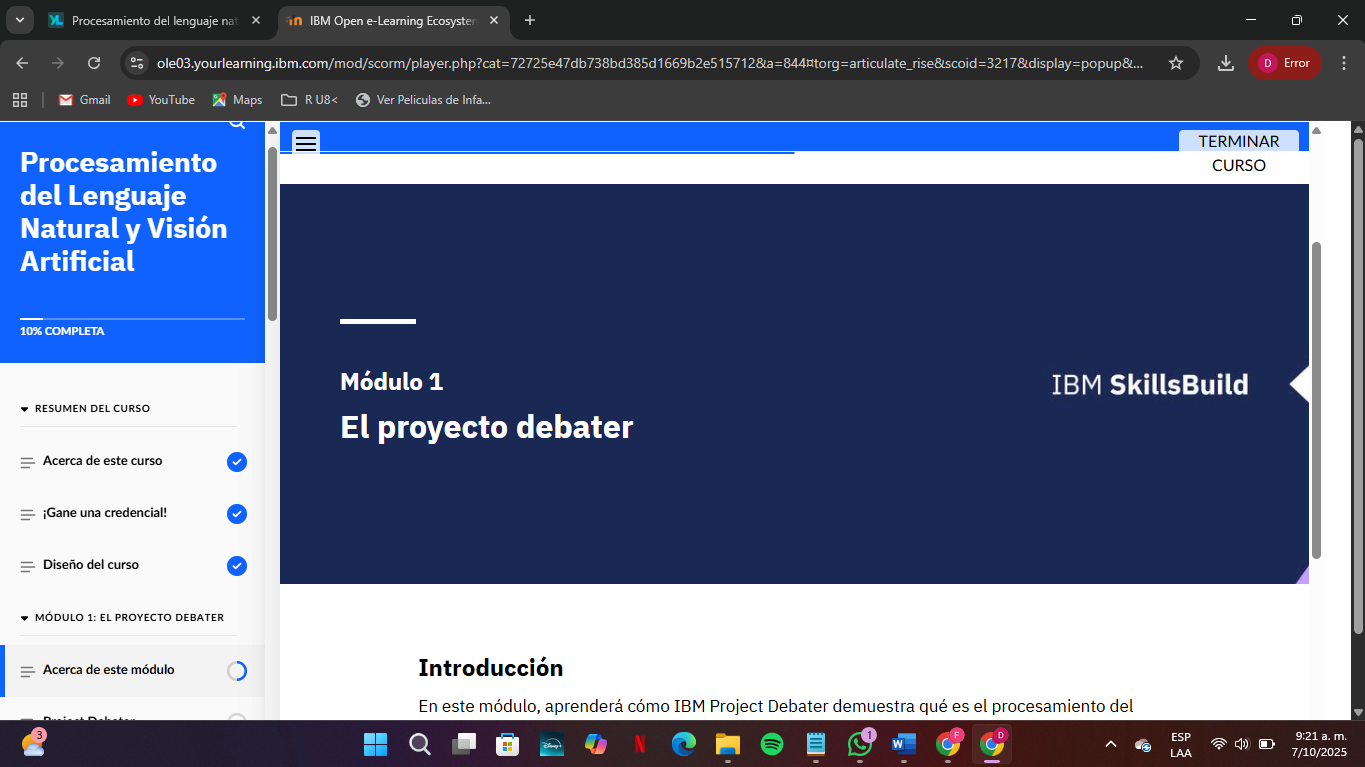 Procesamiento del lenguaje nat
IBM Open e-Learning Ecosystem
ole03.yourlearning.ibm.com/mod/scorm/player.php?cat=72725e47db738bd385d1669b2e515712&a=844¤torg=articulate_rise&scoid=3217&display=popup&...
D Error
Gmail
YouTube
Maps
R U8<
Ver Peliculas de Infa...
Procesamiento
del Lenguaje
Natural y Visión
Artificial
10% COMPLETA
RESUMEN DEL CURSO
Acerca de este curso
¡Gane una credencial!
Diseño del curso
MÓDULO 1: EL PROYECTO DEBATER
Acerca de este módulo
Project Debater
TERMINAR
CURSO
Módulo 1
El proyecto debater
IBM SkillsBuild
Introducción
En este módulo, aprenderá cómo IBM Project Debater demuestra qué es el procesamiento del
3
Disney+
N
W
F
D
1
ESP
LAA
9:21 a. m.
7/10/2025